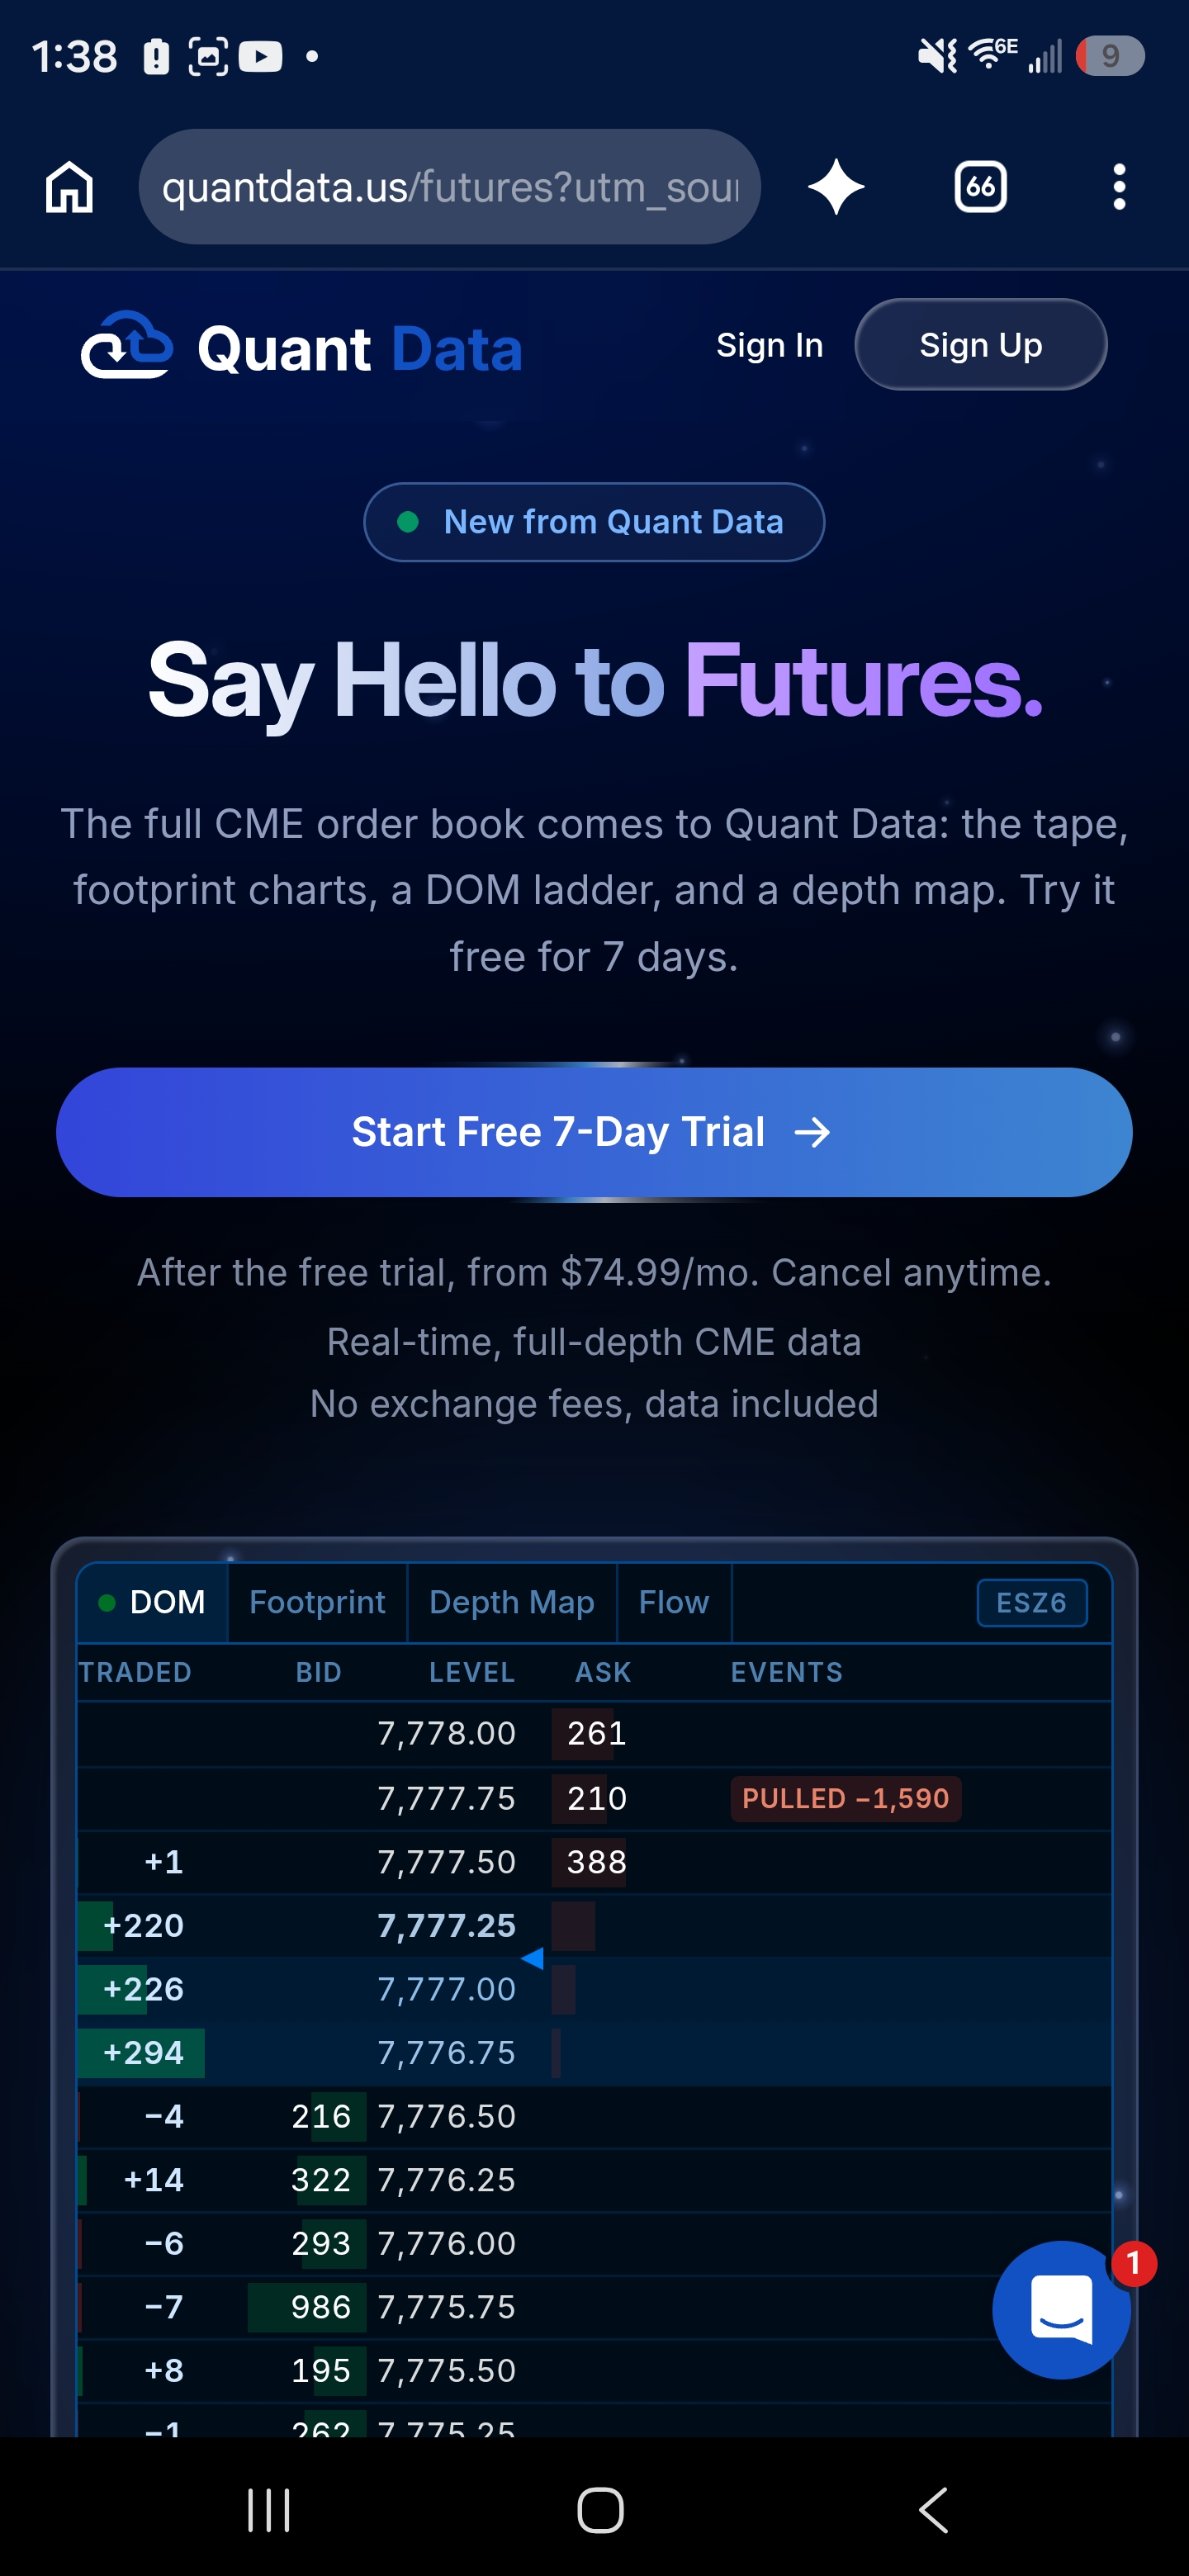 1:38
6E
9
quantdata.us/futures?utm_sour
66
Quant Data
Sign In
Sign Up
New from Quant Data
Say Hello to Futures.
The full CME order book comes to Quant Data: the tape,
footprint charts, a DOM ladder, and a depth map. Try it
free for 7 days.
Start Free 7-Day Trial →
After the free trial, from $74.99/mo. Cancel anytime.
Real-time, full-depth CME data
No exchange fees, data included
DOM Footprint Depth Map Flow ESZ6
TRADED BID LEVEL ASK EVENTS
7,778.00 261
7,777.75 210 PULLED −1,590
+1 7,777.50 388
+220 7,777.25
+226 7,777.00
+294 7,776.75
−4 216 7,776.50
+14 322 7,776.25
−6 293 7,776.00
−7 986 7,775.75
1
+8 195 7,775.50
−1 262 7,775.25